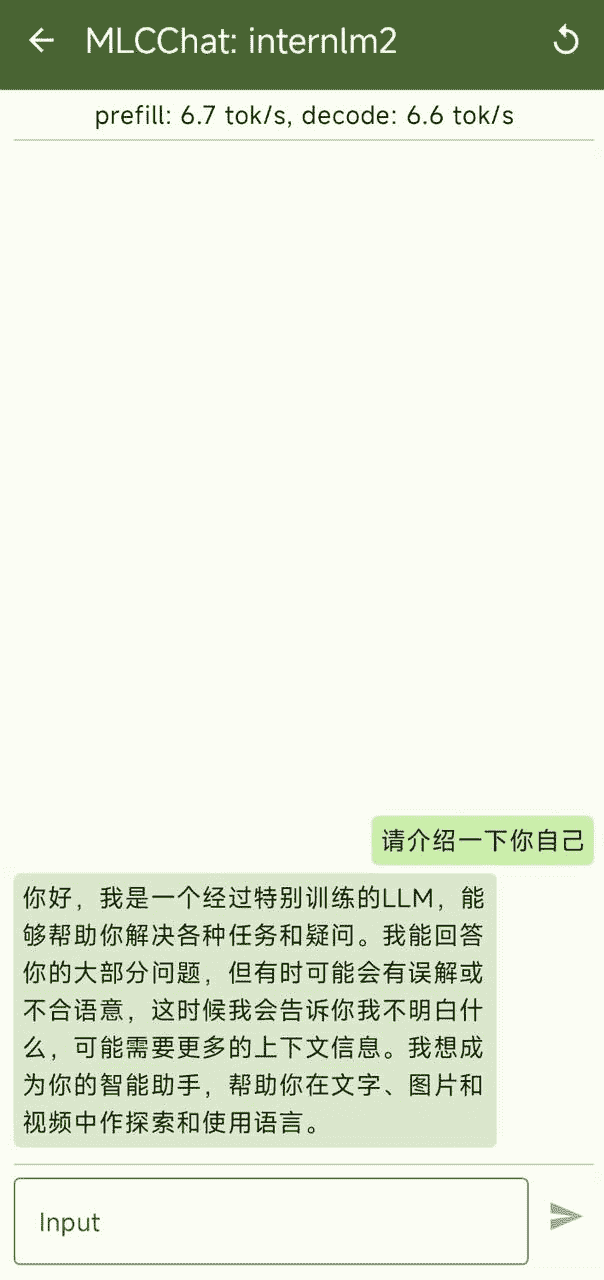 MLCChat: internlm2
prefill: 6.7 tok/s, decode: 6.6 tok/s
请介绍一下你自己
你好，我是一个经过特别训练的LLM，能
够帮助你解决各种任务和疑问。我能回答
你的大部分问题，但有时可能会有误解或
不合语意，这时候我会告诉你我不明白什
么，可能需要更多的上下文信息。我想成
为你的智能助手，帮助你在文字、图片和
视频中作探索和使用语言。
Input